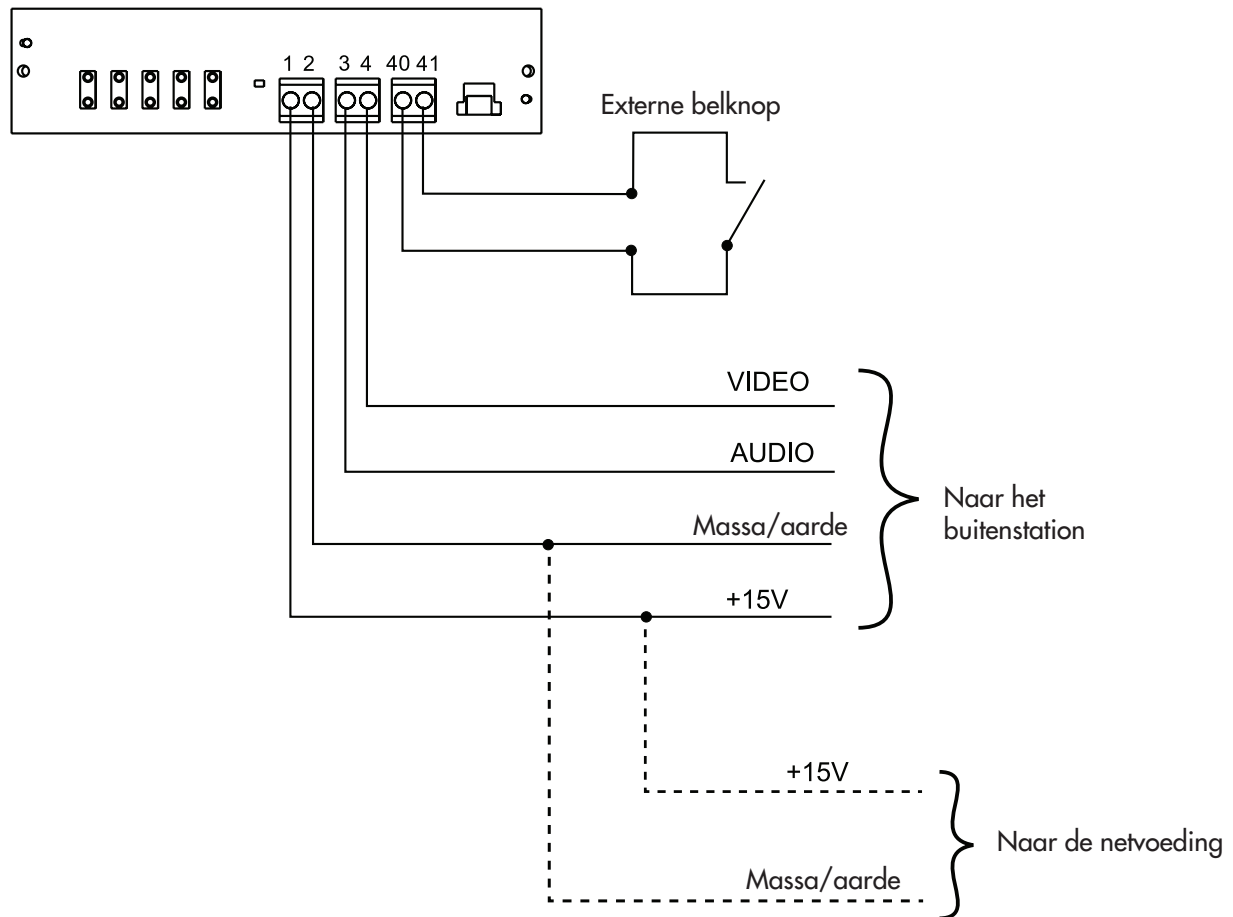 1 2 3 4 40 41
Externe belknop
VIDEO
AUDIO
Massa/aarde
+15V
Naar het
buitenstation
+15V
Massa/aarde
Naar de netvoeding